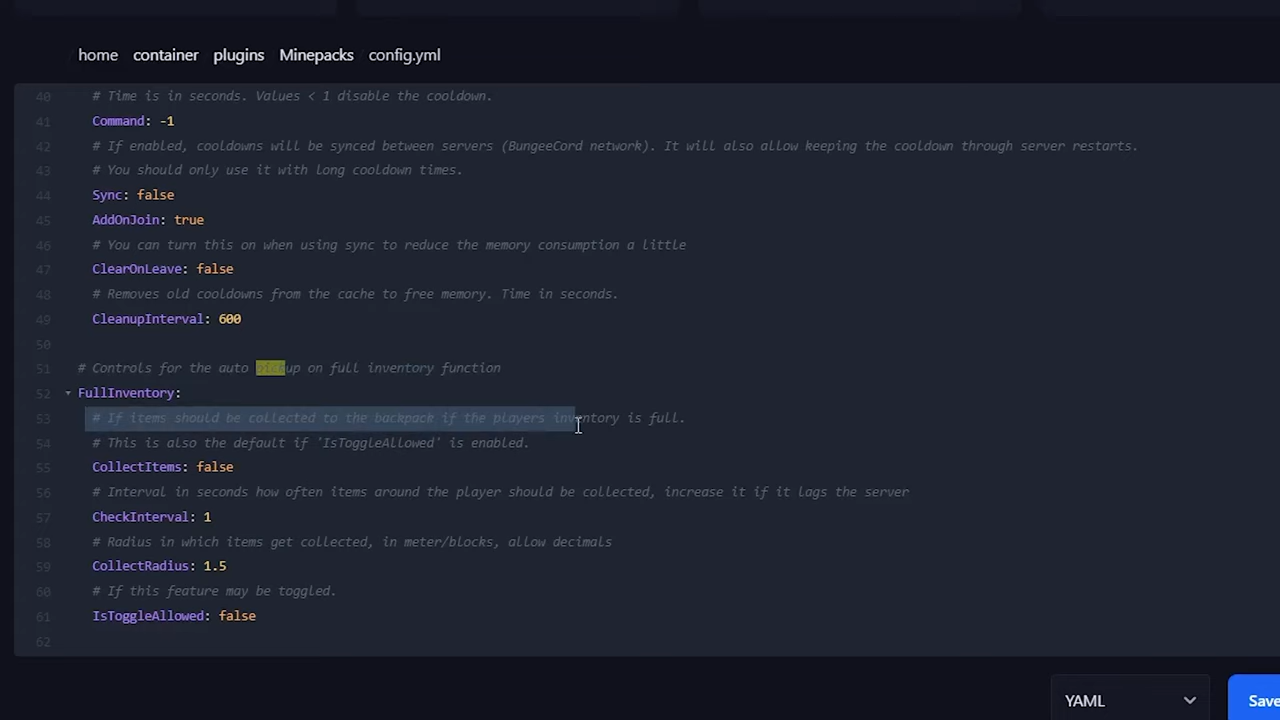 home container plugins Minepacks config.yml
40 # Time is in seconds. Values < 1 disable the cooldown.
41 Command: -1
42 # If enabled, cooldowns will be synced between servers (BungeeCord network). It will also allow keeping the cooldown through server restarts.
43 # You should only use it with long cooldown times.
44 Sync: false
45 AddOnJoin: true
46 # You can turn this on when using sync to reduce the memory consumption a little
47 ClearOnLeave: false
48 # Removes old cooldowns from the cache to free memory. Time in seconds.
49 CleanupInterval: 600
50
51 # Controls for the auto pickup on full inventory function
52 FullInventory:
53 # If items should be collected to the backpack if the players inventory is full.
54 # This is also the default if 'IsToggleAllowed' is enabled.
55 CollectItems: false
56 # Interval in seconds how often items around the player should be collected, increase it if it lags the server
57 CheckInterval: 1
58 # Radius in which items get collected, in meter/blocks, allow decimals
59 CollectRadius: 1.5
60 # If this feature may be toggled.
61 IsToggleAllowed: false
62
YAML
Save